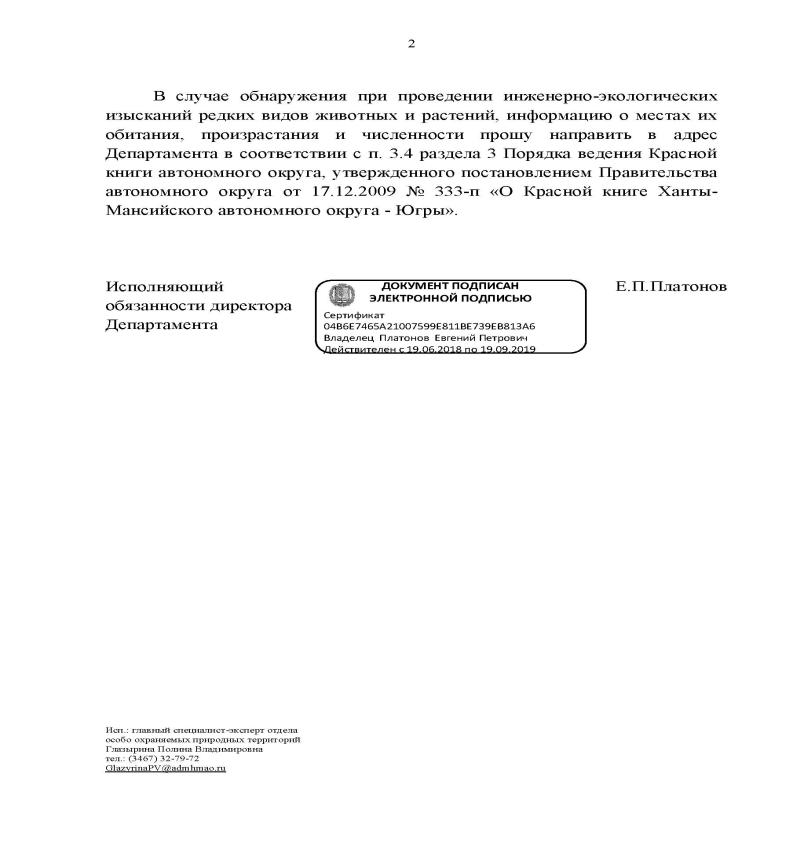 2
В случае обнаружения при проведении инженерно-экологических
изысканий редких видов животных и растений, информацию о местах их
обитания, произрастания и численности прошу направить в адрес
Департамента в соответствии с п. 3.4 раздела 3 Порядка ведения Красной
книги автономного округа, утвержденного постановлением Правительства
автономного округа от 17.12.2009 № 333-п «О Красной книге Ханты-
Мансийского автономного округа - Югры».
Исполняющий
обязанности директора
Департамента
ДОКУМЕНТ ПОДПИСАН
ЭЛЕКТРОННОЙ ПОДПИСЬЮ
Сертификат
04B6E7465A21007599E811BE739EB813A6
Владелец Платонов Евгений Петрович
Действителен с 19.06.2018 по 19.09.2019
Е.П.Платонов
Исп.: главный специалист-эксперт отдела
особо охраняемых природных территорий
Глазырина Полина Владимировна
тел.: (3467) 32-79-72
GlazyrinaPV@admhmao.ru